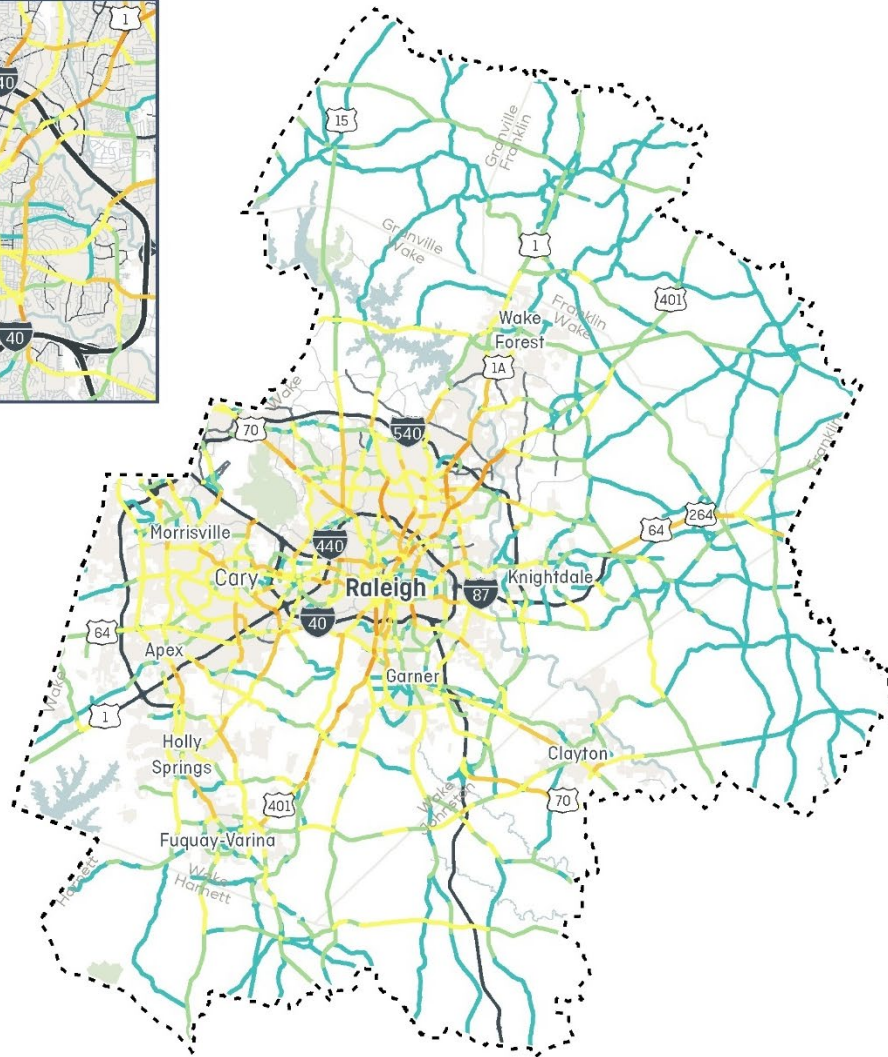 1
40
40
15
Granville
Franklin
Granville
Wake
1
401
Franklin
Wake
Wake
Forest
1A
Wake
70
540
Franklin
264
64
Morrisville
440
Cary
Raleigh
Knightdale
87
40
64
Apex
Garner
Wake
1
Holly
Springs
Clayton
401
Wake
Johnston
70
Fuquay-Varina
Harnett
Wake
Harnett